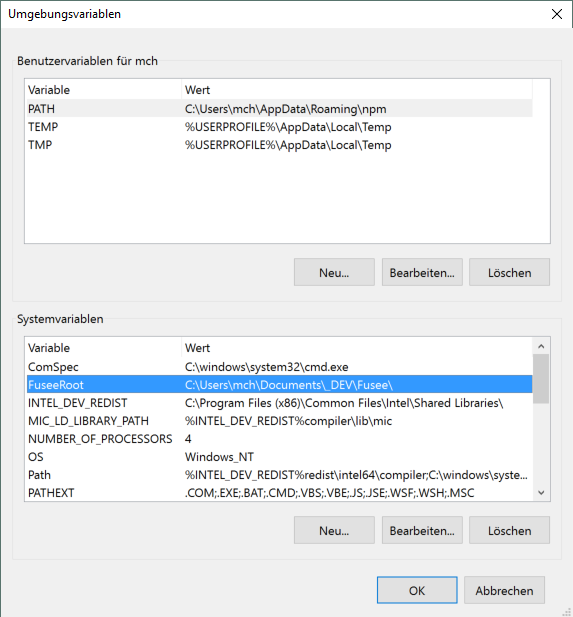 Umgebungsvariablen
Benutzervariablen für mch
Variable Wert
PATH C:\Users\mch\AppData\Roaming\npm
TEMP %USERPROFILE%\AppData\Local\Temp
TMP %USERPROFILE%\AppData\Local\Temp
Neu... Bearbeiten... Löschen
Systemvariablen
Variable Wert
ComSpec C:\windows\system32\cmd.exe
FuseeRoot C:\Users\mch\Documents\_DEV\Fusee\
INTEL_DEV_REDIST C:\Program Files (x86)\Common Files\Intel\Shared Libraries\
MIC_LD_LIBRARY_PATH %INTEL_DEV_REDIST%compiler\lib\mic
NUMBER_OF_PROCESSORS 4
OS Windows_NT
Path %INTEL_DEV_REDIST%redist\intel64\compiler;C:\windows\syste...
PATHEXT .COM;.EXE;.BAT;.CMD;.VBS;.VBE;.JS;.JSE;.WSF;.WSH;.MSC
Neu... Bearbeiten... Löschen
OK Abbrechen